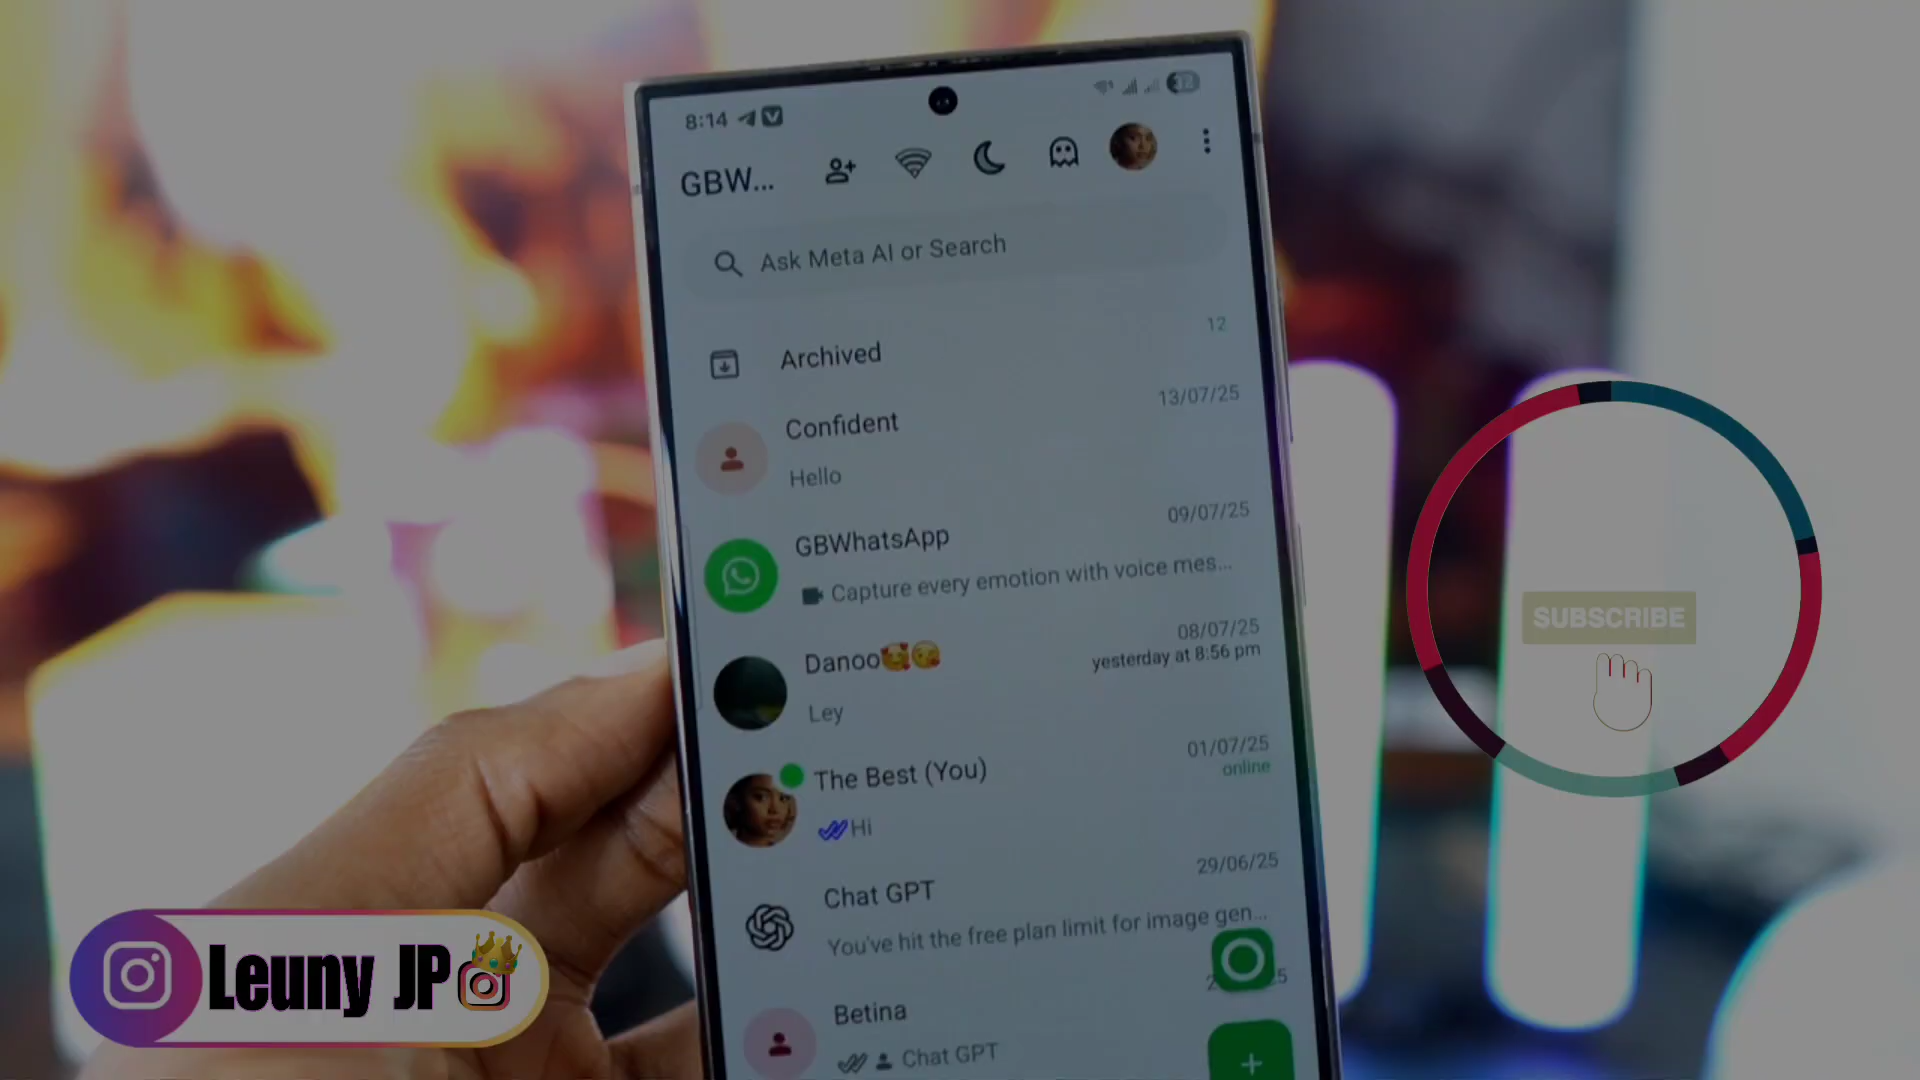 8:14
GBW...
Ask Meta AI or Search
Archived
12
Confident
13/07/25
Hello
GBWhatsApp
09/07/25
Capture every emotion with voice mes...
Danoo🥰😘
08/07/25
yesterday at 8:56 pm
Ley
The Best (You)
01/07/25
online
Hi
Chat GPT
29/06/25
You've hit the free plan limit for image gen...
Betina
Chat GPT
SUBSCRIBE
Leuny JP